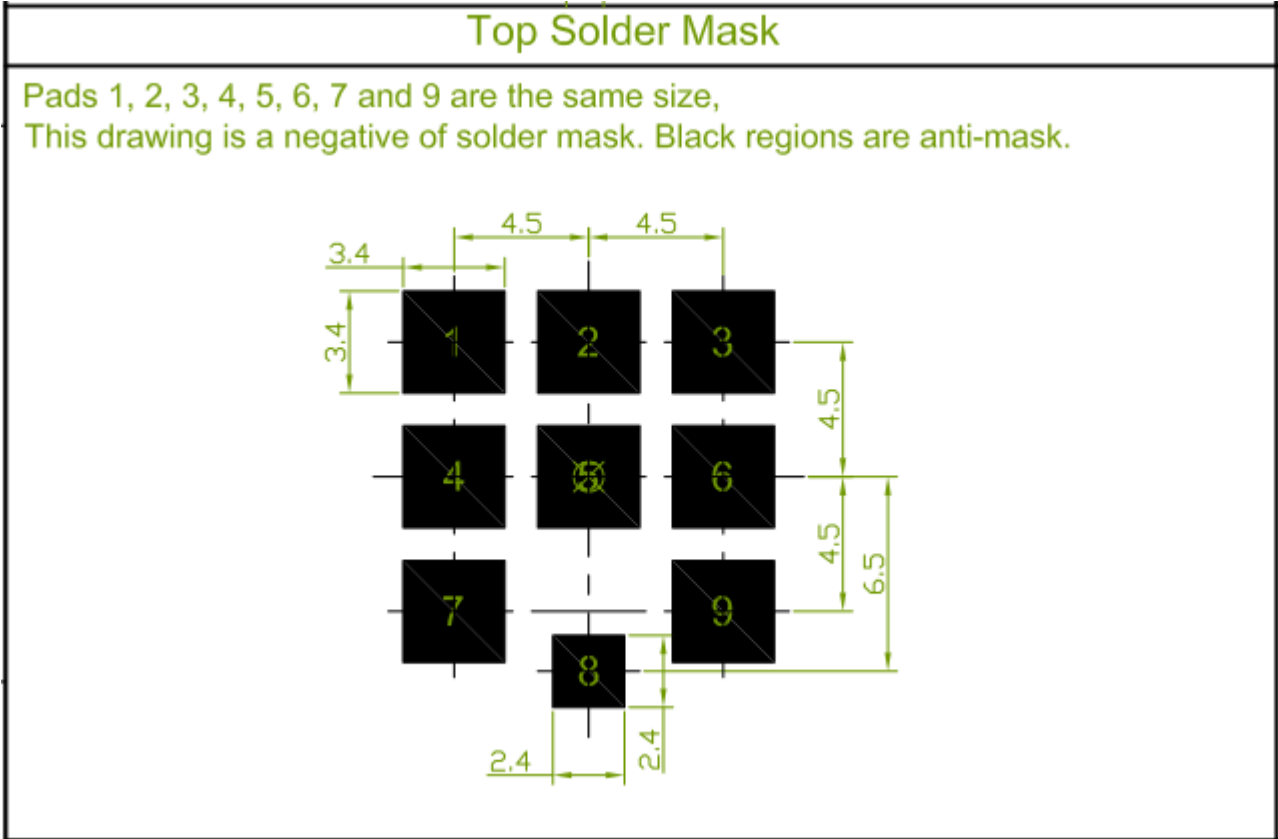 Top Solder Mask
Pads 1, 2, 3, 4, 5, 6, 7 and 9 are the same size,
This drawing is a negative of solder mask. Black regions are anti-mask.
4.5 4.5
3.4
3.4
1 2 3
4.5
4 5 6
4.5
6.5
7 9
8
2.4
2.4